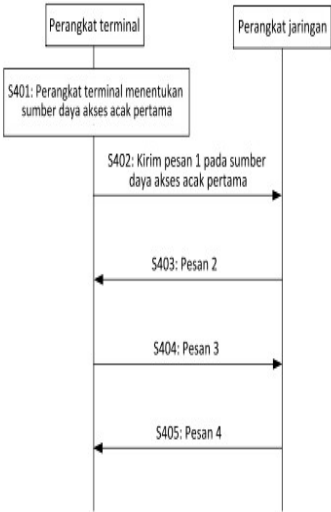 Perangkat terminal
Perangkat jaringan
S401: Perangkat terminal menentukan
sumber daya akses acak pertama
S402: Kirim pesan 1 pada sumber
daya akses acak pertama
S403: Pesan 2
S404: Pesan 3
S405: Pesan 4